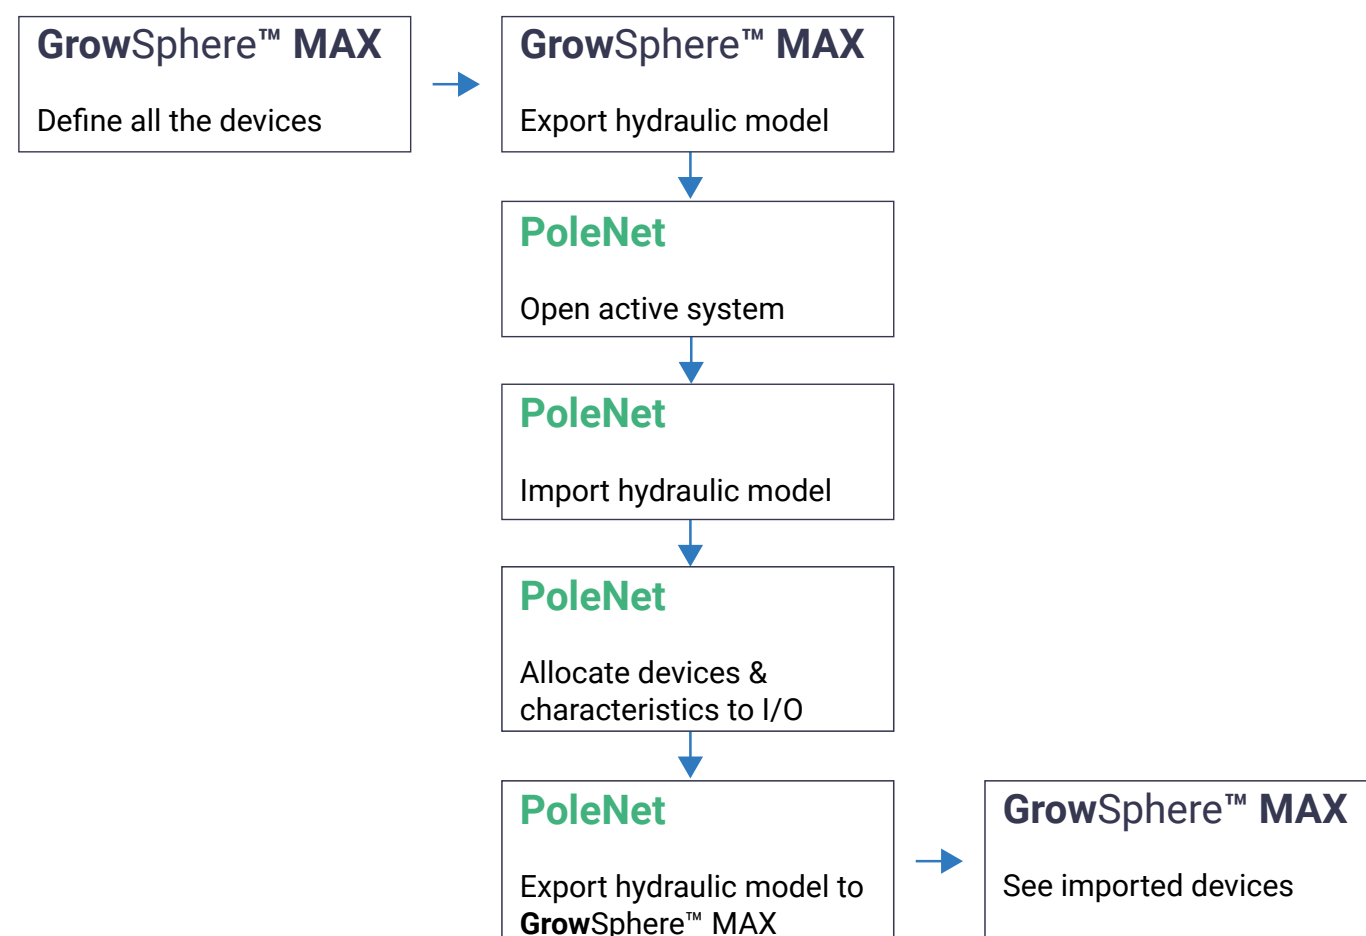 GrowSphere™ MAX
Define all the devices
GrowSphere™ MAX
Export hydraulic model
PoleNet
Open active system
PoleNet
Import hydraulic model
PoleNet
Allocate devices &
characteristics to I/O
PoleNet
Export hydraulic model to
GrowSphere™ MAX
GrowSphere™ MAX
See imported devices